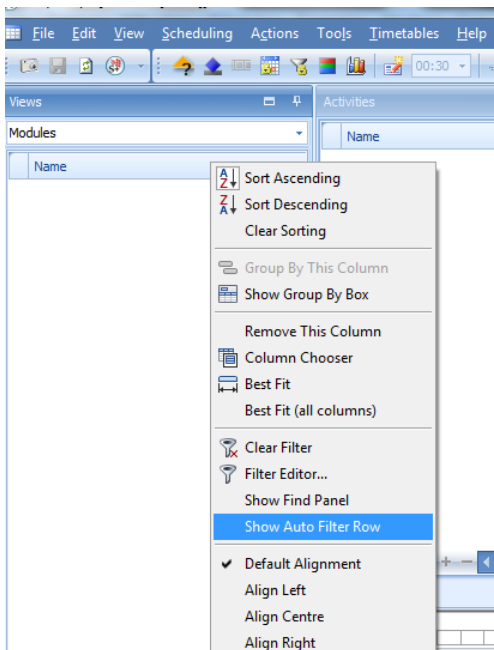 File Edit View Scheduling Actions Tools Timetables Help
00:30
Views
Activities
Modules
Name
Name
Sort Ascending
Sort Descending
Clear Sorting
Group By This Column
Show Group By Box
Remove This Column
Column Chooser
Best Fit
Best Fit (all columns)
Clear Filter
Filter Editor...
Show Find Panel
Show Auto Filter Row
Default Alignment
Align Left
Align Centre
Align Right